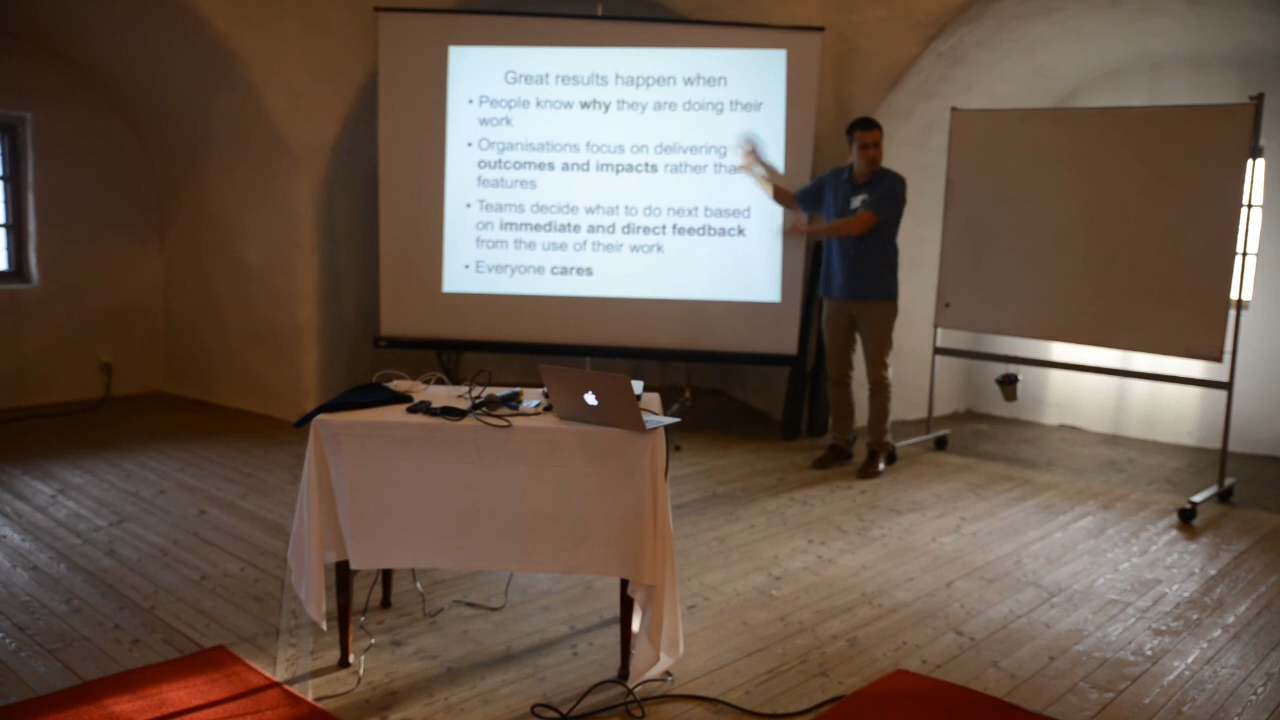 Great results happen when
• People know why they are doing their
work
• Organisations focus on delivering
outcomes and impacts rather than
features
• Teams decide what to do next based
on immediate and direct feedback
from the use of their work
• Everyone cares